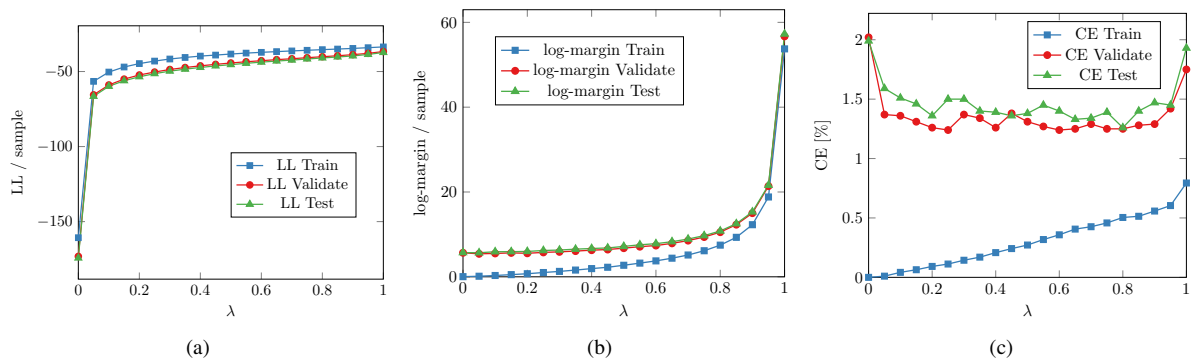 −50
−100
−150
0
0.2
0.4
0.6
0.8
1
LL / sample
λ
LL Train
LL Validate
LL Test
(a)
60
40
20
0
0
0.2
0.4
0.6
0.8
1
log-margin / sample
λ
log-margin Train
log-margin Validate
log-margin Test
(b)
2
1.5
1
0.5
0
0
0.2
0.4
0.6
0.8
1
CE [%]
λ
CE Train
CE Validate
CE Test
(c)